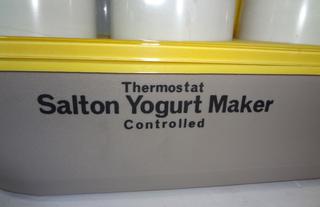 Thermostat
Salton Yogurt Maker
Controlled